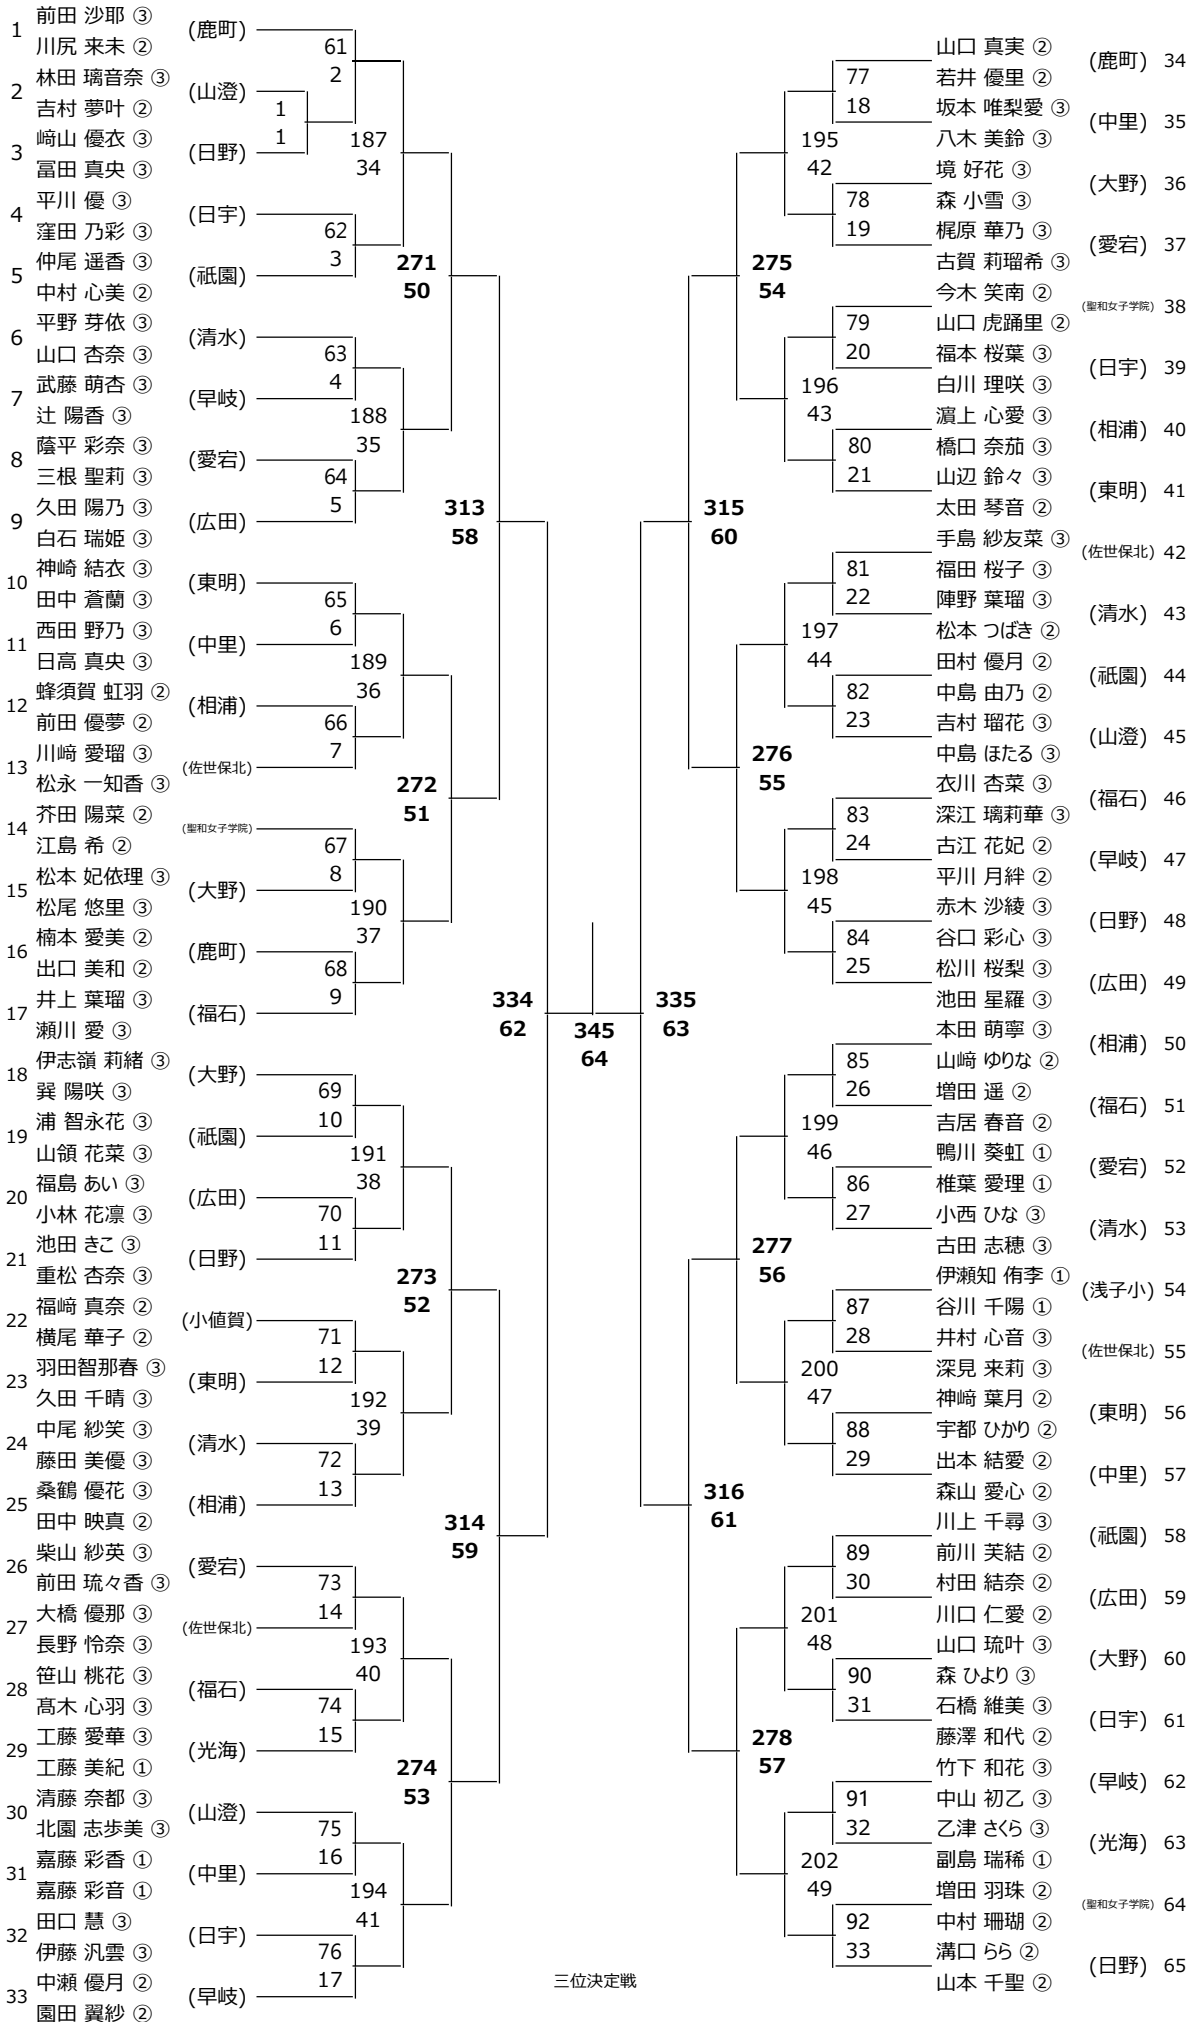 1 前田 沙耶 ③ (鹿町)
川尻 来未 ②
2 林田 璃音奈 ③ (山澄)
吉村 夢叶 ②
3 﨑山 優衣 ③ (日野)
冨田 真央 ③
4 平川 優 ③ (日宇)
窪田 乃彩 ③
5 仲尾 遥香 ③ (祇園)
中村 心美 ②
6 平野 芽依 ③ (清水)
山口 杏奈 ③
7 武藤 萌杏 ③ (早岐)
辻 陽香 ③
8 蔭平 彩奈 ③ (愛宕)
三根 聖莉 ③
9 久田 陽乃 ③ (広田)
白石 瑞姫 ③
10 神崎 結衣 ③ (東明)
田中 蒼蘭 ③
11 西田 野乃 ③ (中里)
日高 真央 ③
12 蜂須賀 虹羽 ② (相浦)
前田 優夢 ②
13 川﨑 愛瑠 ③ (佐世保北)
松永 一知香 ③
14 芥田 陽菜 ② (聖和女子学院)
江島 希 ②
15 松本 妃依理 ③ (大野)
松尾 悠里 ③
16 楠本 愛美 ② (鹿町)
出口 美和 ②
17 井上 葉瑠 ③ (福石)
瀬川 愛 ③
18 伊志嶺 莉緒 ③ (大野)
巽 陽咲 ③
19 浦 智永花 ③ (祇園)
山領 花菜 ③
20 福島 あい ③ (広田)
小林 花凛 ③
21 池田 きこ ③ (日野)
重松 杏奈 ③
22 福﨑 真奈 ② (小値賀)
横尾 華子 ②
23 羽田智那春 ③ (東明)
久田 千晴 ③
24 中尾 紗笑 ③ (清水)
藤田 美優 ③
25 桑鶴 優花 ③ (相浦)
田中 映真 ②
26 柴山 紗英 ③ (愛宕)
前田 琉々香 ③
27 大橋 優那 ③ (佐世保北)
長野 怜奈 ③
28 笹山 桃花 ③ (福石)
髙木 心羽 ③
29 工藤 愛華 ③ (光海)
工藤 美紀 ①
30 清藤 奈都 ③ (山澄)
北園 志歩美 ③
31 嘉藤 彩香 ① (中里)
嘉藤 彩音 ①
32 田口 慧 ③ (日宇)
伊藤 汎雲 ③
33 中瀬 優月 ② (早岐)
園田 翼紗 ②
1
1
61
2
62
3
63
4
64
5
65
6
66
7
67
8
68
9
69
10
70
11
71
12
72
13
73
14
74
15
75
16
76
17
187
34
188
35
189
36
190
37
191
38
192
39
193
40
194
41
271
50
272
51
273
52
274
53
313
58
314
59
334
62
345
64
335
63
315
60
316
61
275
54
276
55
277
56
278
57
195
42
196
43
197
44
198
45
199
46
200
47
201
48
202
49
77
18
78
19
79
20
80
21
81
22
82
23
83
24
84
25
85
26
86
27
87
28
88
29
89
30
90
31
91
32
92
33
山口 真実 ② (鹿町) 34
若井 優里 ②
坂本 唯梨愛 ③ (中里) 35
八木 美鈴 ③
境 好花 ③ (大野) 36
森 小雪 ③
梶原 華乃 ③ (愛宕) 37
古賀 莉瑠希 ③
今木 笑南 ② (聖和女子学院) 38
山口 虎踊里 ②
福本 桜葉 ③ (日宇) 39
白川 理咲 ③
濵上 心愛 ③ (相浦) 40
橋口 奈茄 ③
山辺 鈴々 ③ (東明) 41
太田 琴音 ②
手島 紗友菜 ③ (佐世保北) 42
福田 桜子 ③
陣野 葉瑠 ③ (清水) 43
松本 つばき ②
田村 優月 ② (祇園) 44
中島 由乃 ②
吉村 瑠花 ③ (山澄) 45
中島 ほたる ③
衣川 杏菜 ③ (福石) 46
深江 璃莉華 ③
古江 花妃 ② (早岐) 47
平川 月絆 ②
赤木 沙綾 ③ (日野) 48
谷口 彩心 ③
松川 桜梨 ③ (広田) 49
池田 星羅 ③
本田 萌寧 ③ (相浦) 50
山﨑 ゆりな ②
増田 遥 ② (福石) 51
吉居 春音 ②
鴨川 葵虹 ① (愛宕) 52
椎葉 愛理 ①
小西 ひな ③ (清水) 53
古田 志穂 ③
伊瀬知 侑李 ① (浅子小) 54
谷川 千陽 ①
井村 心音 ③ (佐世保北) 55
深見 来莉 ③
神﨑 葉月 ② (東明) 56
宇都 ひかり ②
出本 結愛 ② (中里) 57
森山 愛心 ②
川上 千尋 ③ (祇園) 58
前川 芙結 ②
村田 結奈 ② (広田) 59
川口 仁愛 ②
山口 琉叶 ③ (大野) 60
森 ひより ③
石橋 維美 ③ (日宇) 61
藤澤 和代 ②
竹下 和花 ③ (早岐) 62
中山 初乙 ③
乙津 さくら ③ (光海) 63
副島 瑞稀 ①
増田 羽珠 ② (聖和女子学院) 64
中村 珊瑚 ②
溝口 らら ② (日野) 65
山本 千聖 ②
三位決定戦